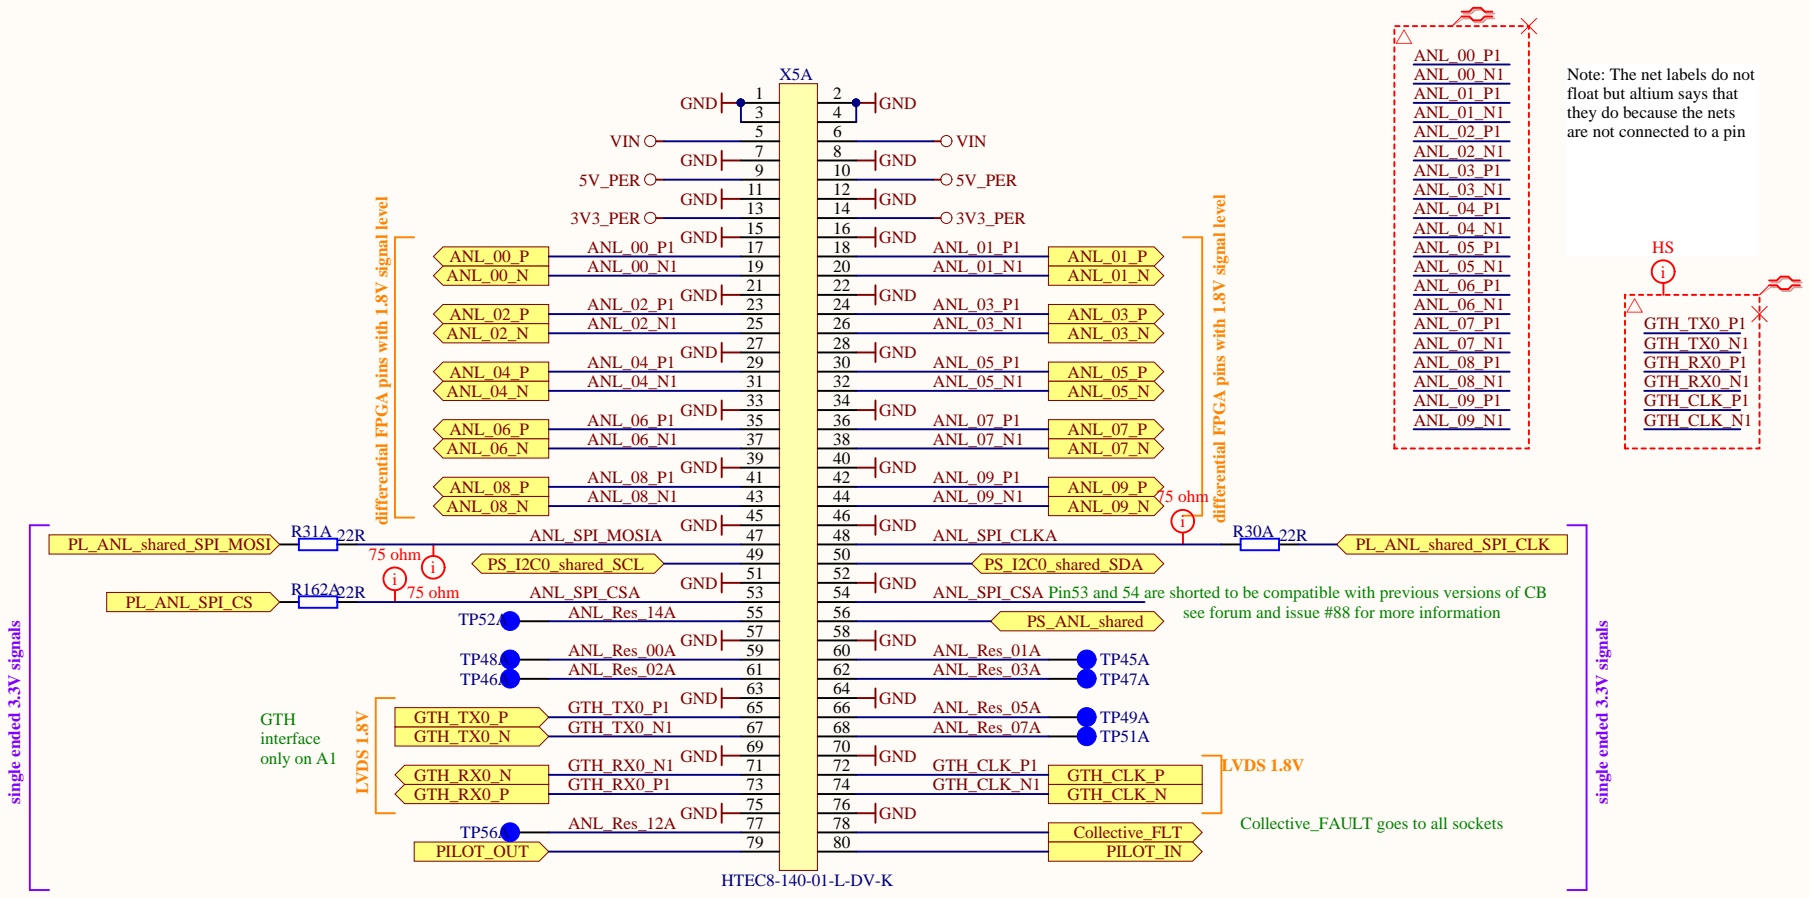 X5A
GND 1 2 GND
3 4
VIN 5 6 VIN
GND 7 8 GND
5V_PER 9 10 5V_PER
GND 11 12 GND
3V3_PER 13 14 3V3_PER
GND 15 16 GND
ANL_00_P ANL_00_P1 17 18 ANL_01_P1 ANL_01_P
ANL_00_N ANL_00_N1 19 20 ANL_01_N1 ANL_01_N
GND 21 22 GND
ANL_02_P ANL_02_P1 23 24 ANL_03_P1 ANL_03_P
ANL_02_N ANL_02_N1 25 26 ANL_03_N1 ANL_03_N
GND 27 28 GND
ANL_04_P ANL_04_P1 29 30 ANL_05_P1 ANL_05_P
ANL_04_N ANL_04_N1 31 32 ANL_05_N1 ANL_05_N
GND 33 34 GND
ANL_06_P ANL_06_P1 35 36 ANL_07_P1 ANL_07_P
ANL_06_N ANL_06_N1 37 38 ANL_07_N1 ANL_07_N
GND 39 40 GND
ANL_08_P ANL_08_P1 41 42 ANL_09_P1 ANL_09_P
ANL_08_N ANL_08_N1 43 44 ANL_09_N1 ANL_09_N
75 ohm
i
GND 45 46 GND
PL_ANL_shared_SPI_MOSI R31A 22R ANL_SPI_MOSIA 47 48 ANL_SPI_CLKA R30A 22R PL_ANL_shared_SPI_CLK
75 ohm
i
PS_I2C0_shared_SCL 49 50 PS_I2C0_shared_SDA
GND 51 52 GND
i
75 ohm
PL_ANL_SPI_CS R162A 22R ANL_SPI_CSA 53 54 ANL_SPI_CSA
Pin53 and 54 are shorted to be compatible with previous versions of CB
see forum and issue #88 for more information
TP52A ANL_Res_14A 55 56 PS_ANL_shared
GND 57 58 GND
TP48A ANL_Res_00A 59 60 ANL_Res_01A TP45A
TP46A ANL_Res_02A 61 62 ANL_Res_03A TP47A
GND 63 64 GND
GTH_TX0_P GTH_TX0_P1 65 66 ANL_Res_05A TP49A
GTH_TX0_N GTH_TX0_N1 67 68 ANL_Res_07A TP51A
GND 69 70 GND
GTH_RX0_N GTH_RX0_N1 71 72 GTH_CLK_P1 GTH_CLK_P
GTH_RX0_P GTH_RX0_P1 73 74 GTH_CLK_N1 GTH_CLK_N
GND 75 76 GND
TP56A ANL_Res_12A 77 78 Collective_FLT
PILOT_OUT 79 80 PILOT_IN
HTEC8-140-01-L-DV-K
differential FPGA pins with 1.8V signal level
differential FPGA pins with 1.8V signal level
single ended 3.3V signals
single ended 3.3V signals
GTH
interface
only on A1
LVDS 1.8V
LVDS 1.8V
Collective_FAULT goes to all sockets
ANL_00_P1
ANL_00_N1
ANL_01_P1
ANL_01_N1
ANL_02_P1
ANL_02_N1
ANL_03_P1
ANL_03_N1
ANL_04_P1
ANL_04_N1
ANL_05_P1
ANL_05_N1
ANL_06_P1
ANL_06_N1
ANL_07_P1
ANL_07_N1
ANL_08_P1
ANL_08_N1
ANL_09_P1
ANL_09_N1
Note: The net labels do not
float but altium says that
they do because the nets
are not connected to a pin
HS
i
GTH_TX0_P1
GTH_TX0_N1
GTH_RX0_P1
GTH_RX0_N1
GTH_CLK_P1
GTH_CLK_N1